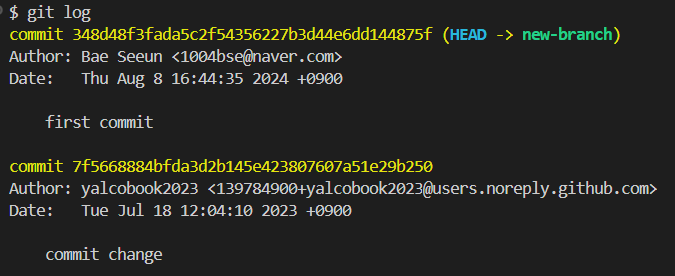 $ git log
commit 348d48f3fada5c2f54356227b3d44e6dd144875f (HEAD -> new-branch)
Author: Bae Seeun <1004bse@naver.com>
Date:   Thu Aug 8 16:44:35 2024 +0900
    first commit
commit 7f5668884bfda3d2b145e423807607a51e29b250
Author: yalcobook2023 <139784900+yalcobook2023@users.noreply.github.com>
Date:   Tue Jul 18 12:04:10 2023 +0900
    commit change